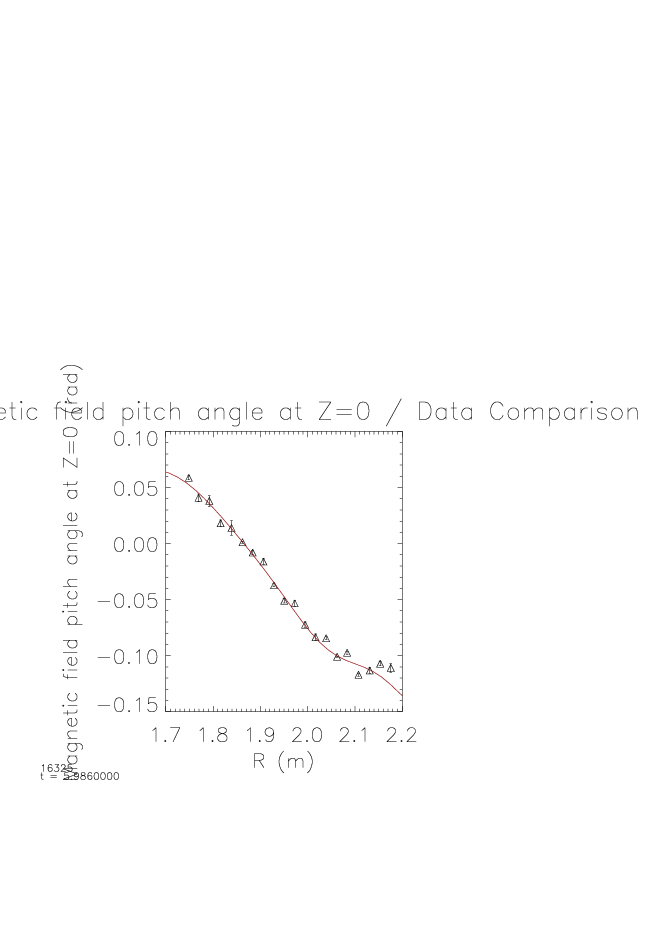 etic field pitch angle at Z=0 / Data Comparison
agnetic field pitch angle at Z=0 (rad)
0.10
0.05
0.00
−0.05
−0.10
−0.15
1.7 1.8 1.9 2.0 2.1 2.2
R (m)
16325
t = 5.9860000